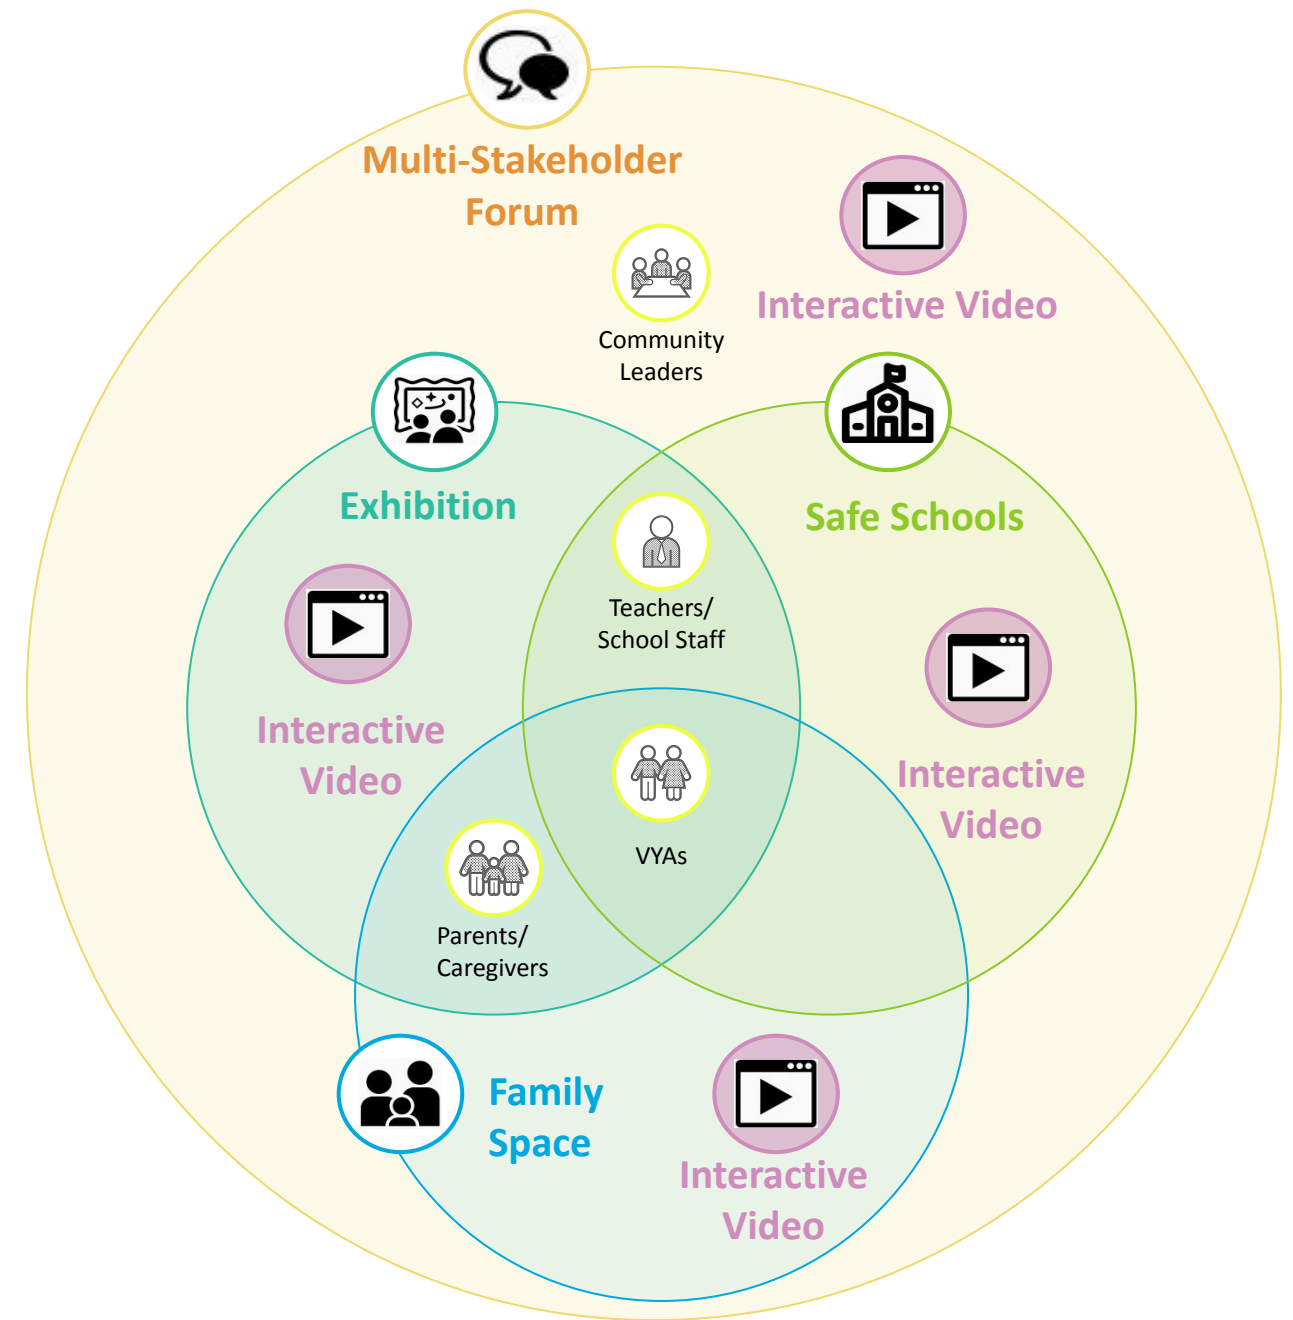 Multi-Stakeholder
Forum
Interactive Video
Community
Leaders
Exhibition
Safe Schools
Teachers/
School Staff
Interactive
Video
Interactive
Video
VYAs
Parents/
Caregivers
Family
Space
Interactive
Video